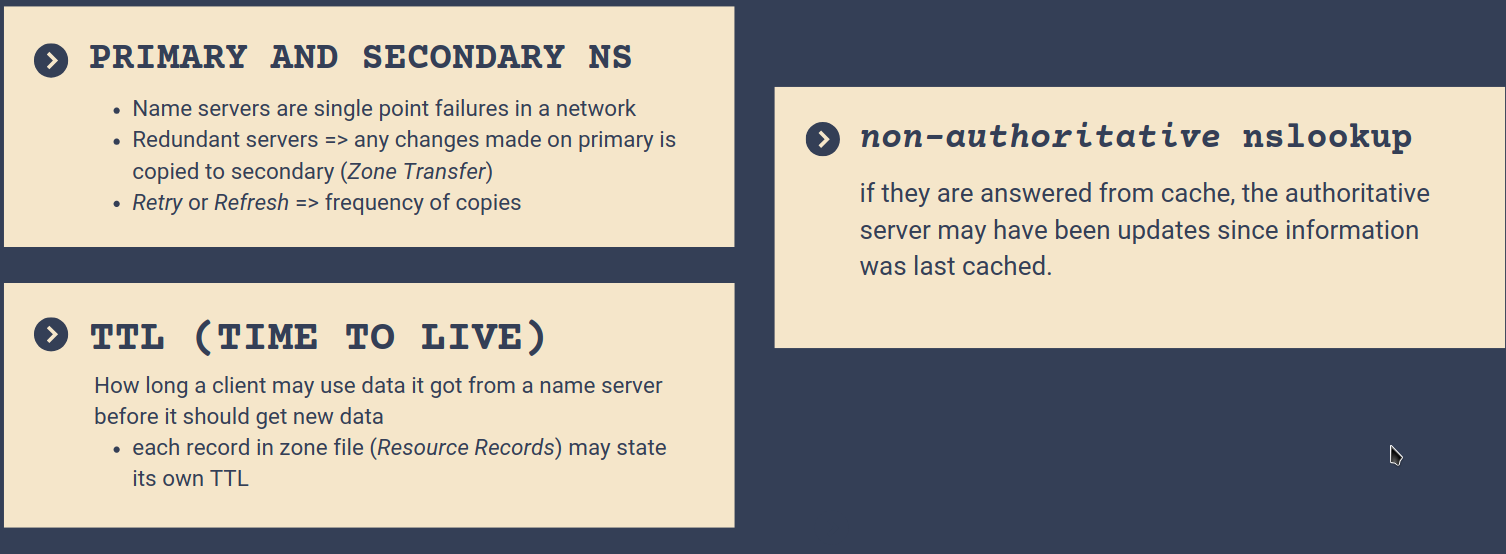 PRIMARY AND SECONDARY NS
• Name servers are single point failures in a network
• Redundant servers => any changes made on primary is
copied to secondary (Zone Transfer)
• Retry or Refresh => frequency of copies
TTL (TIME TO LIVE)
How long a client may use data it got from a name server
before it should get new data
• each record in zone file (Resource Records) may state
its own TTL
non-authoritative nslookup
if they are answered from cache, the authoritative
server may have been updates since information
was last cached.